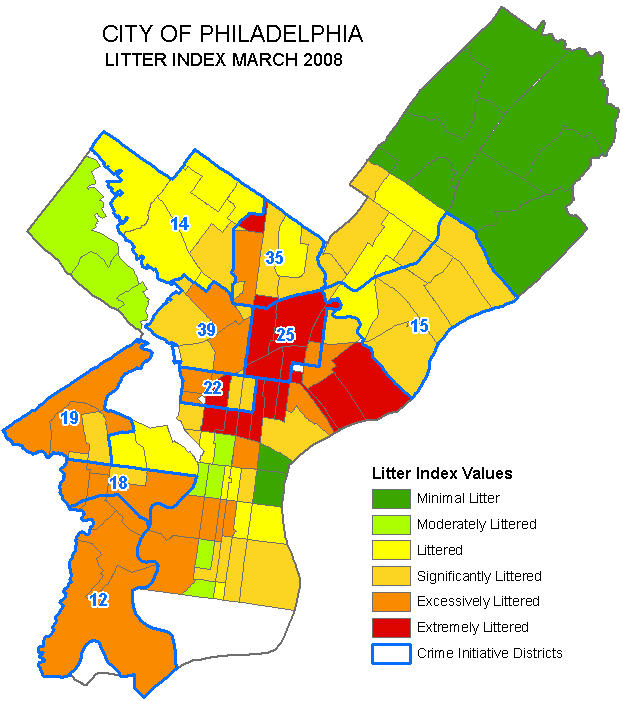 CITY OF PHILADELPHIA
LITTER INDEX MARCH 2008
14
35
39
25
15
22
19
18
12
Litter Index Values
Minimal Litter
Moderately Littered
Littered
Significantly Littered
Excessively Littered
Extremely Littered
Crime Initiative Districts